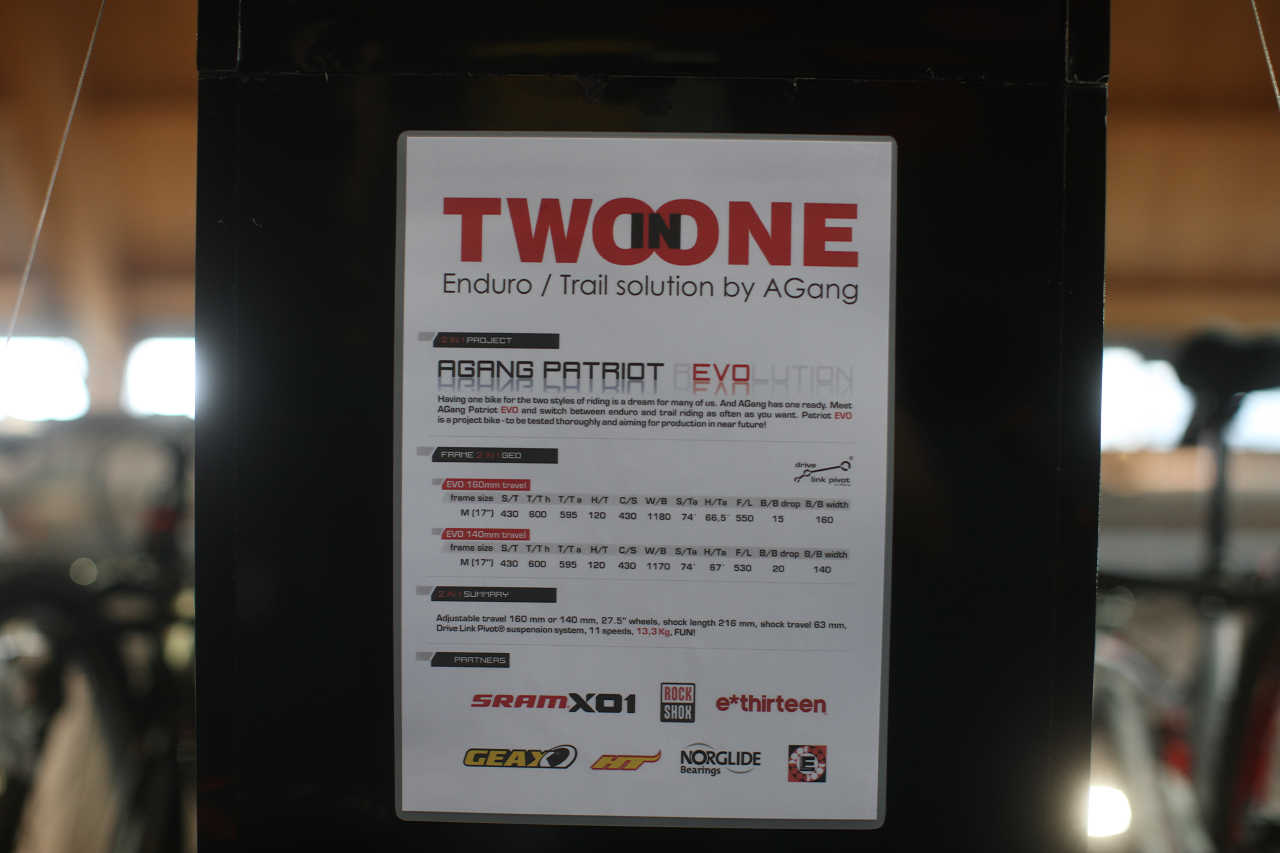 TWO IN ONE
Enduro / Trail solution by AGang
2 IN 1 PROJECT
AGANG PATRIOT REVOLUTION
Having one bike for the two styles of riding is a dream for many of us. And AGang has one ready. Meet
AGang Patriot EVO and switch between enduro and trail riding as often as you want. Patriot EVO
is a project bike - to be tested thoroughly and aiming for production in near future!
FRAME 2 IN 1 GEO
drive
link pivot
EVO 160mm travel
frame size S/T T/T h T/T a H/T C/S W/B S/Ta H/Ta F/L B/B drop B/B width
M (17") 430 600 595 120 430 1180 74° 66,5° 550 15 160
EVO 140mm travel
frame size S/T T/T h T/T a H/T C/S W/B S/Ta H/Ta F/L B/B drop B/B width
M (17") 430 600 595 120 430 1170 74° 67° 530 20 140
2 IN 1 SUMMARY
Adjustable travel 160 mm or 140 mm, 27.5" wheels, shock length 216 mm, shock travel 63 mm,
Drive Link Pivot® suspension system, 11 speeds, 13,3 Kg, FUN!
PARTNERS
SRAM XO1
ROCK
SHOX
e*thirteen
GEAX
HT
NORGLIDE
Bearings
E